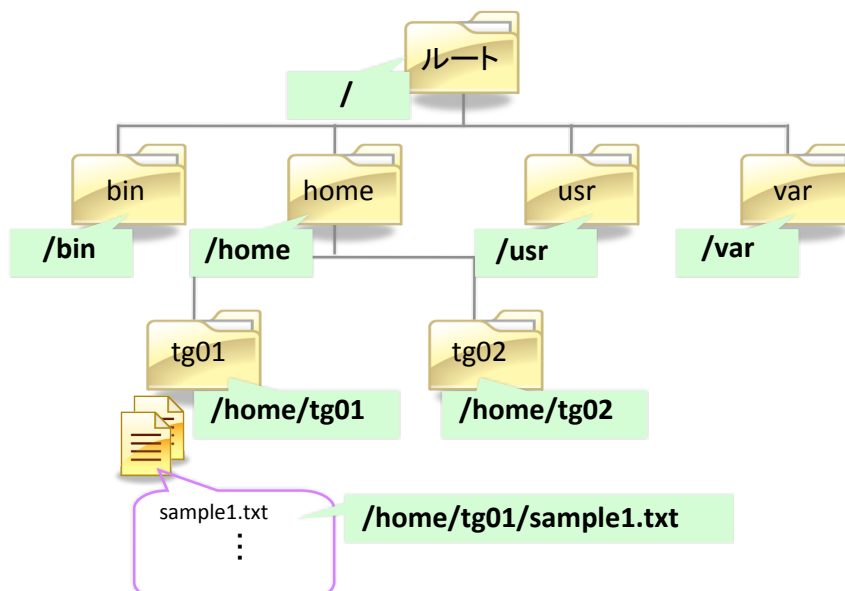 ルート
/
bin
home
usr
var
/bin
/home
/usr
/var
tg01
tg02
/home/tg01
/home/tg02
sample1.txt
⋮
/home/tg01/sample1.txt